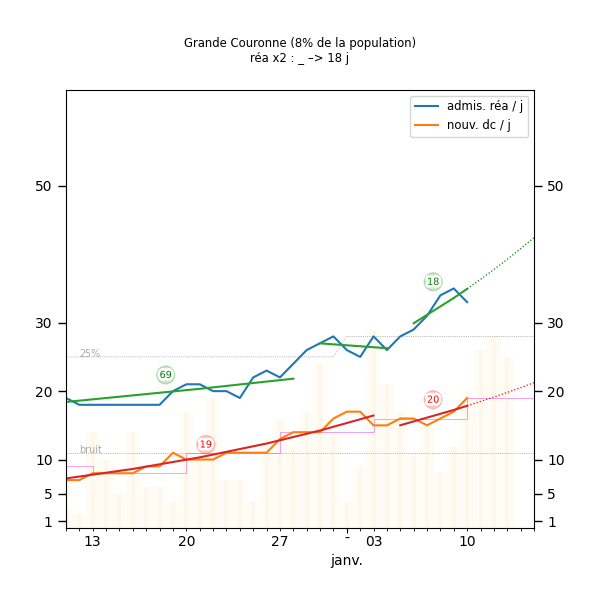 Grande Couronne (8% de la population)
réa x2 : _ –> 18 j
admis. réa / j
nouv. dc / j
50 50
18
30 30
25%
69
20 20
20
19
bruit
10 10
5 5
1 1
13 20 27 - 03 10
janv.